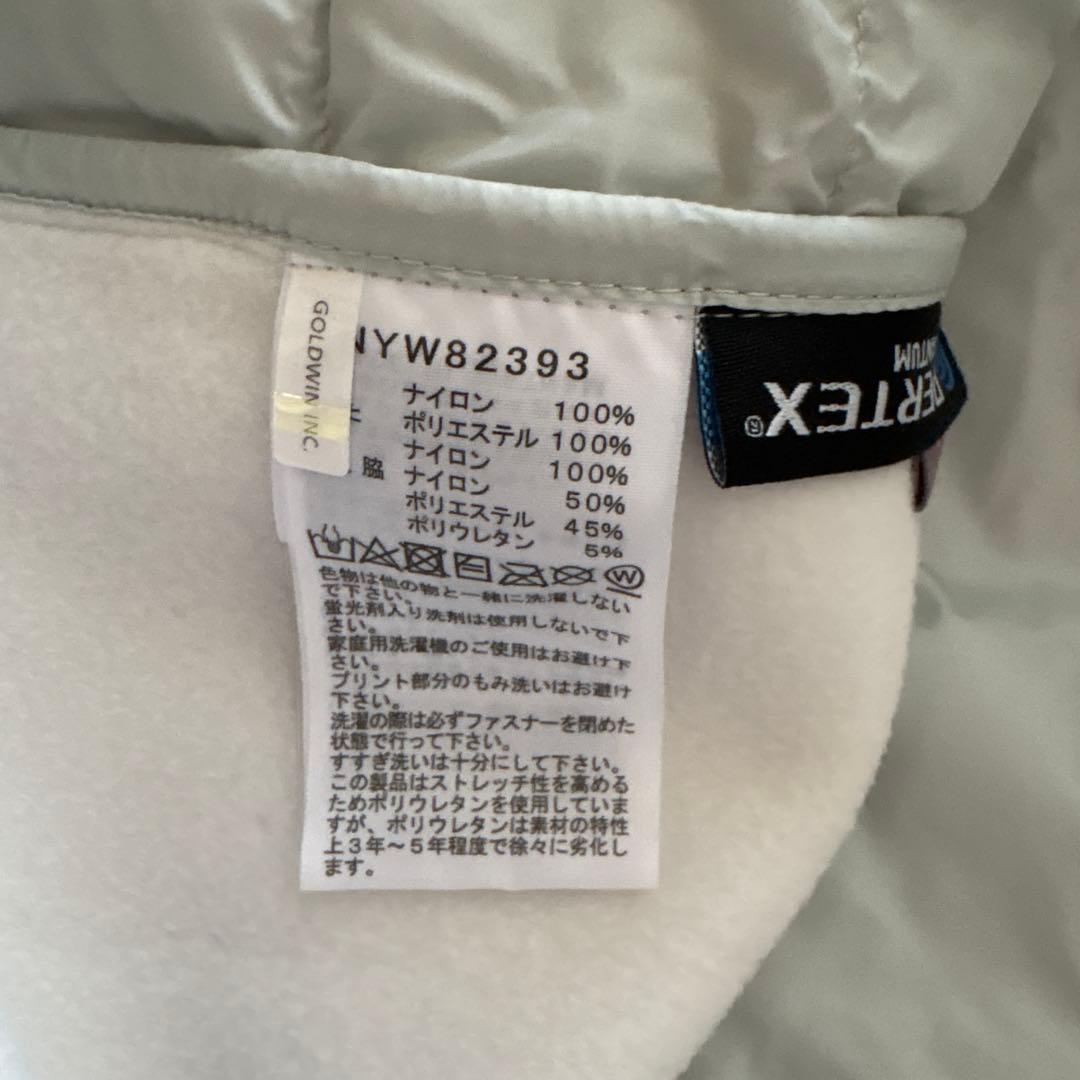 GOLDWIN INC.
NYW82393
ナイロン 100%
ポリエステル 100%
ナイロン 100%
脇 ナイロン 50%
ポリエステル 45%
ポリウレタン 5%
W
色物は他の物と一緒に洗濯しない
で下さい。
蛍光剤入り洗剤は使用しないで下
さい。
家庭用洗濯機のご使用はお避け下
さい。
プリント部分のもみ洗いはお避け
下さい。
洗濯の際は必ずファスナーを閉めた
状態で行って下さい。
すすぎ洗いは十分にして下さい。
この製品はストレッチ性を高める
ためポリウレタンを使用していま
すが、ポリウレタンは素材の特性
上3年〜5年程度で徐々に劣化し
ます。
DERTEX®
ANTUM